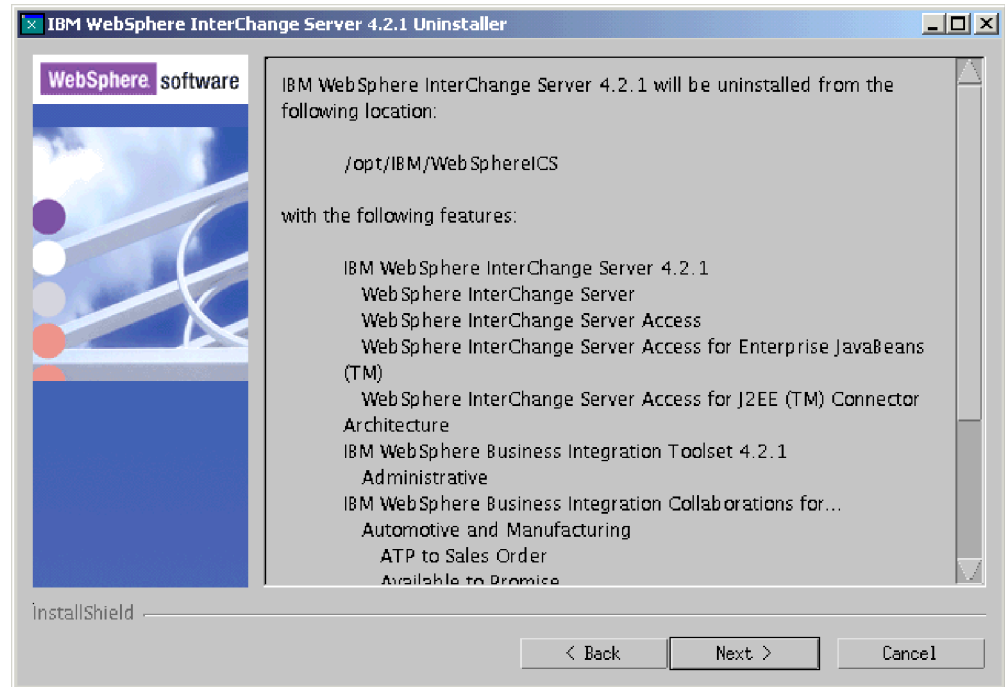 IBM WebSphere InterChange Server 4.2.1 Uninstaller
WebSphere software
IBM WebSphere InterChange Server 4.2.1 will be uninstalled from the
following location:
/opt/IBM/WebSphereICS
with the following features:
IBM WebSphere InterChange Server 4.2.1
WebSphere InterChange Server
WebSphere InterChange Server Access
WebSphere InterChange Server Access for Enterprise JavaBeans
(TM)
WebSphere InterChange Server Access for J2EE (TM) Connector
Architecture
IBM WebSphere Business Integration Toolset 4.2.1
Administrative
IBM WebSphere Business Integration Collaborations for...
Automotive and Manufacturing
ATP to Sales Order
Available to Promise
InstallShield
< Back
Next >
Cancel